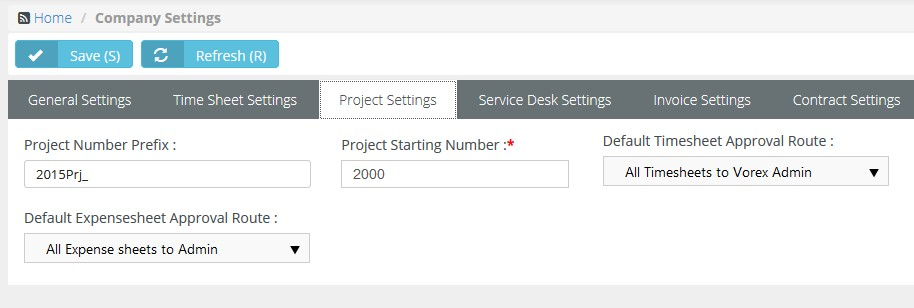 Home / Company Settings
Save (S) Refresh (R)
General Settings Time Sheet Settings Project Settings Service Desk Settings Invoice Settings Contract Settings
Project Number Prefix : Project Starting Number :* Default Timesheet Approval Route :
2015Prj_ 2000 All Timesheets to Vorex Admin
Default Expensesheet Approval Route :
All Expense sheets to Admin